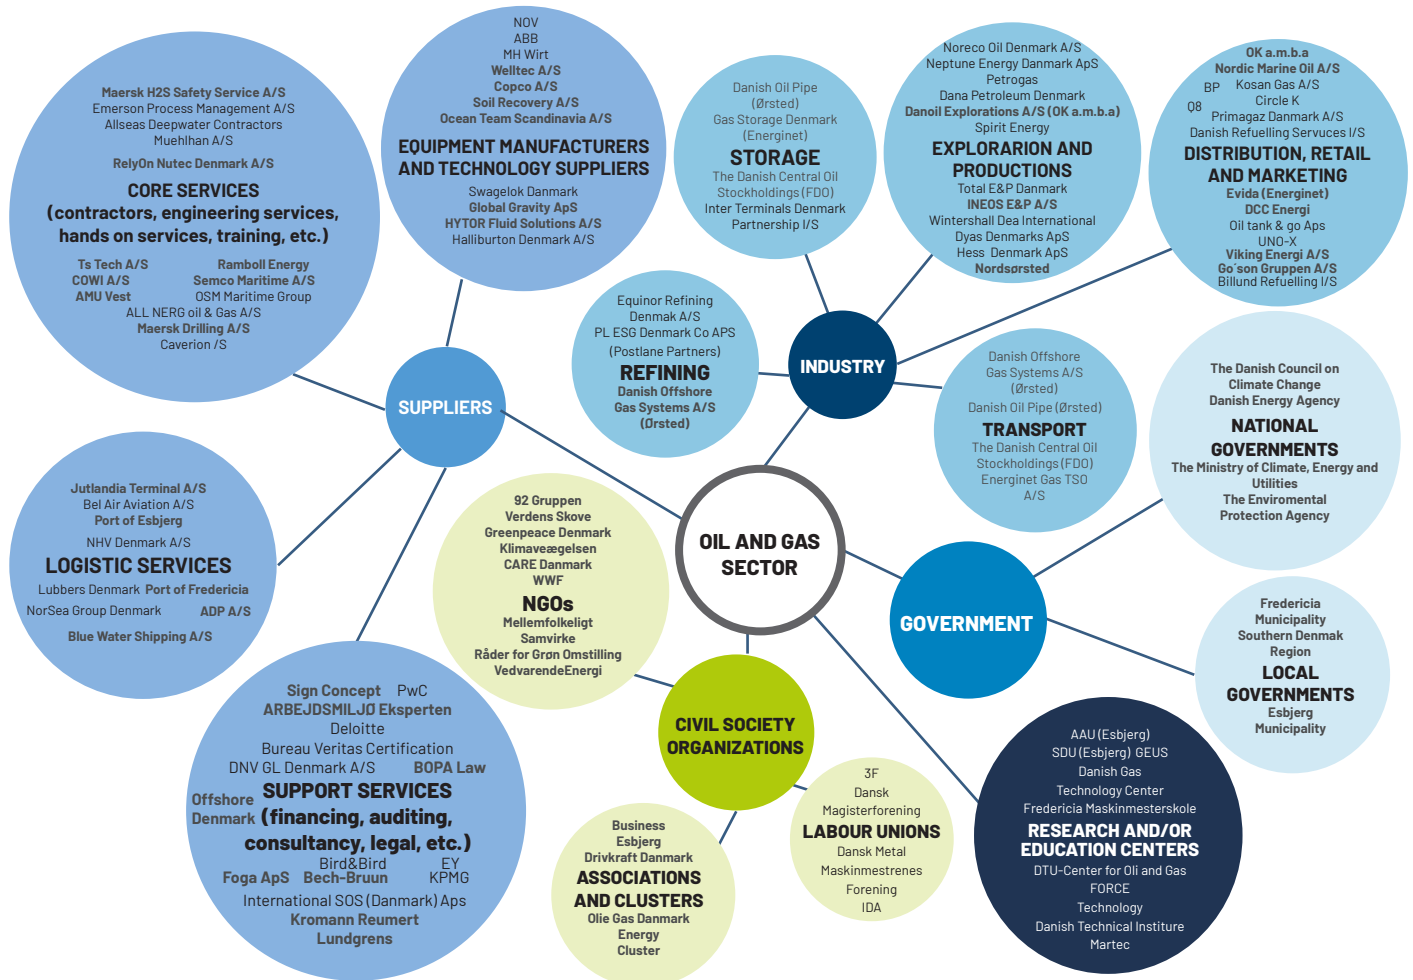 Maersk H2S Safety Service A/S
Emerson Process Management A/S
Allseas Deepwater Contractors
Muehlhan A/S
RelyOn Nutec Denmark A/S
CORE SERVICES
(contractors, engineering services,
hands on services, training, etc.)
Ts Tech A/S Ramboll Energy
COWI A/S Semco Maritime A/S
AMU Vest OSM Maritime Group
ALL NERG oil & Gas A/S
Maersk Drilling A/S
Caverion /S
NOV
ABB
MH Wirt
Welltec A/S
Copco A/S
Soil Recovery A/S
Ocean Team Scandinavia A/S
EQUIPMENT MANUFACTURERS
AND TECHNOLOGY SUPPLIERS
Swagelok Danmark
Global Gravity ApS
HYTOR Fluid Solutions A/S
Halliburton Denmark A/S
Danish Oil Pipe
(Ørsted)
Gas Storage Denmark
(Energinet)
STORAGE
The Danish Central Oil
Stockholdings (FDO)
Inter Terminals Denmark
Partnership I/S
Noreco Oil Denmark A/S
Neptune Energy Danmark ApS
Petrogas
Dana Petroleum Denmark
Danoil Explorations A/S (OK a.m.b.a)
Spirit Energy
EXPLORARION AND
PRODUCTIONS
Total E&P Danmark
INEOS E&P A/S
Wintershall Dea International
Dyas Denmarks ApS
Hess Denmark ApS
Nordsørsted
OK a.m.b.a
Nordic Marine Oil A/S
BP Kosan Gas A/S
Q8 Circle K
Primagaz Danmark A/S
Danish Refuelling Servuces I/S
DISTRIBUTION, RETAIL
AND MARKETING
Evida (Energinet)
DCC Energi
Oil tank & go Aps
UNO-X
Viking Energi A/S
Go´son Gruppen A/S
Billund Refuelling I/S
Equinor Refining
Denmak A/S
PL ESG Denmark Co APS
(Postlane Partners)
REFINING
Danish Offshore
Gas Systems A/S
(Ørsted)
INDUSTRY
SUPPLIERS
Danish Offshore
Gas Systems A/S
(Ørsted)
Danish Oil Pipe (Ørsted)
TRANSPORT
The Danish Central Oil
Stockholdings (FDO)
Energinet Gas TSO
A/S
The Danish Council on
Climate Change
Danish Energy Agency
NATIONAL
GOVERNMENTS
The Ministry of Climate, Energy and
Utilities
The Enviromental
Protection Agency
Jutlandia Terminal A/S
Bel Air Aviation A/S
Port of Esbjerg
NHV Denmark A/S
LOGISTIC SERVICES
Lubbers Denmark Port of Fredericia
NorSea Group Denmark ADP A/S
Blue Water Shipping A/S
92 Gruppen
Verdens Skove
Greenpeace Denmark
Klimaveægelsen
CARE Danmark
WWF
NGOs
Mellemfolkeligt
Samvirke
Råder for Grøn Omstilling
VedvarendeEnergi
OIL AND GAS
SECTOR
GOVERNMENT
Fredericia
Municipality
Southern Denmak
Region
LOCAL
GOVERNMENTS
Esbjerg
Municipality
Sign Concept PwC
ARBEJDSMILJØ Eksperten
Deloitte
Bureau Veritas Certification
DNV GL Denmark A/S BOPA Law
Offshore
Denmark
SUPPORT SERVICES
(financing, auditing,
consultancy, legal, etc.)
Bird&Bird EY
Foga ApS Bech-Bruun KPMG
International SOS (Danmark) Aps
Kromann Reumert
Lundgrens
CIVIL SOCIETY
ORGANIZATIONS
Business
Esbjerg
Drivkraft Danmark
ASSOCIATIONS
AND CLUSTERS
Olie Gas Danmark
Energy
Cluster
3F
Dansk
Magisterforening
LABOUR UNIONS
Dansk Metal
Maskinmestrenes
Forening
IDA
AAU (Esbjerg)
SDU (Esbjerg) GEUS
Danish Gas
Technology Center
Fredericia Maskinmesterskole
RESEARCH AND/OR
EDUCATION CENTERS
DTU-Center for Oli and Gas
FORCE
Technology
Danish Technical Institure
Martec